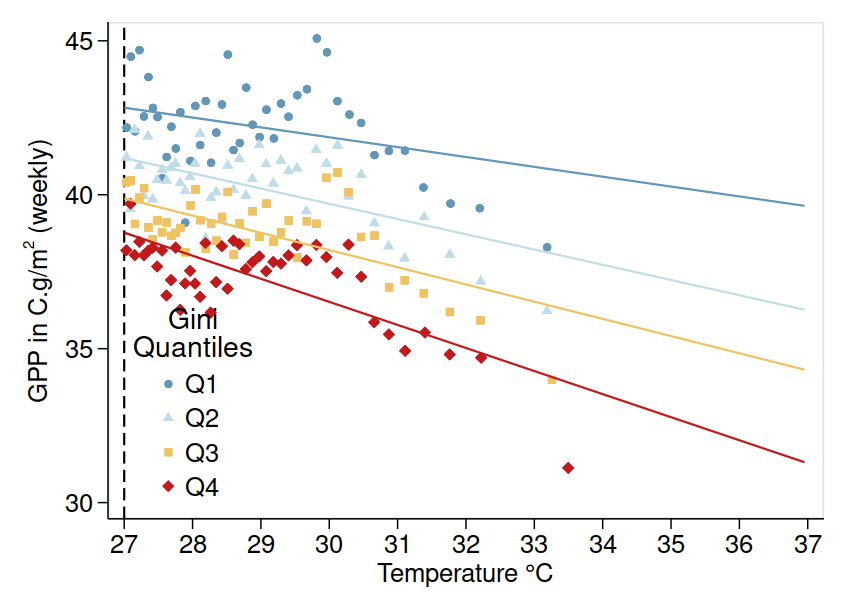 45
40
35
30
GPP in C.g/m² (weekly)
Gini
Quantiles
Q1
Q2
Q3
Q4
27 28 29 30 31 32 33 34 35 36 37
Temperature °C